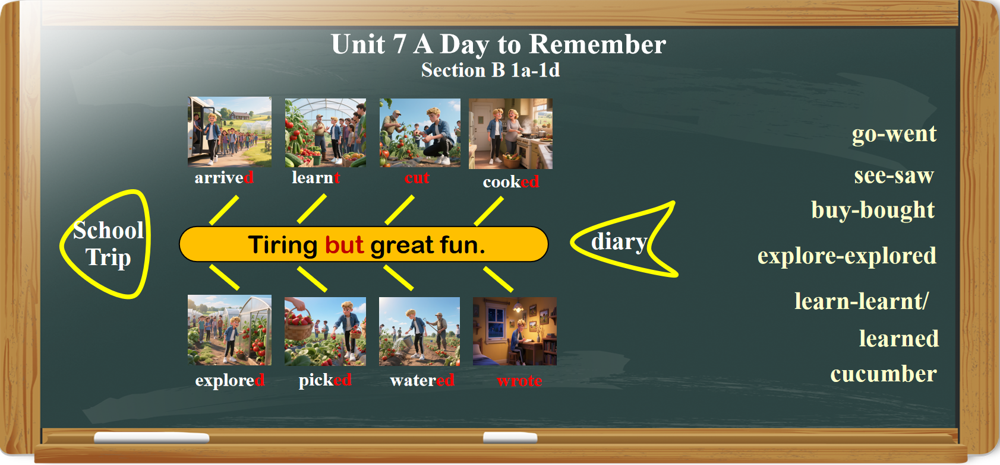 Unit 7 A Day to Remember
Section B 1a-1d
arrived
learnt
cut
cooked
School
Trip
Tiring but great fun.
diary
explored
picked
watered
wrote
go-went
see-saw
buy-bought
explore-explored
learn-learnt/
learned
cucumber